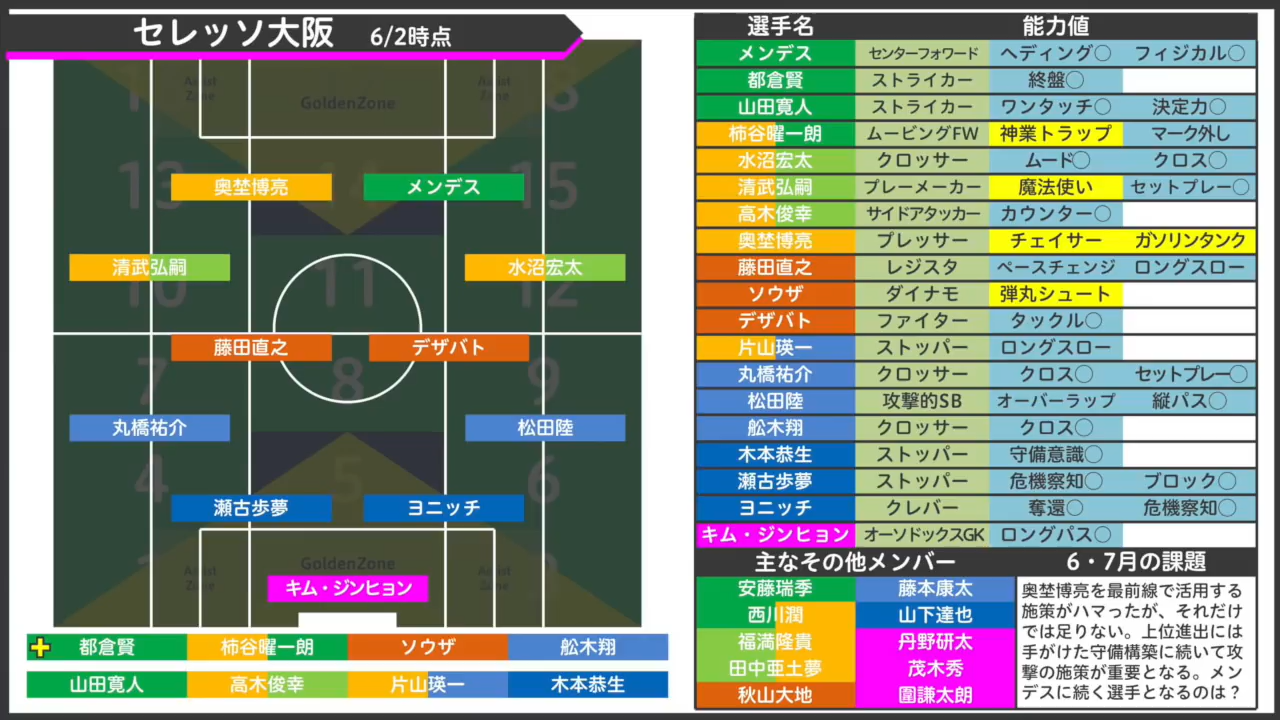 セレッソ大阪 6/2時点
GoldenZone
Assist Zone
Assist Zone
13
15
奥埜博亮 メンデス
清武弘嗣 水沼宏太
10
11
12
藤田直之 デザバト
7
8
9
丸橋祐介 松田陸
4
5
6
瀬古歩夢 ヨニッチ
GoldenZone
キム・ジンヒョン
都倉賢 柿谷曜一朗 ソウザ 舩木翔
山田寛人 高木俊幸 片山瑛一 木本恭生
選手名 能力値
メンデス センターフォワード ヘディング○ フィジカル○
都倉賢 ストライカー 終盤○
山田寛人 ストライカー ワンタッチ○ 決定力○
柿谷曜一朗 ムービングFW 神業トラップ マーク外し
水沼宏太 クロッサー ムード○ クロス○
清武弘嗣 プレーメーカー 魔法使い セットプレー○
高木俊幸 サイドアタッカー カウンター○
奥埜博亮 プレッサー チェイサー ガソリンタンク
藤田直之 レジスタ ペースチェンジ ロングスロー
ソウザ ダイナモ 弾丸シュート
デザバト ファイター タックル○
片山瑛一 ストッパー ロングスロー
丸橋祐介 クロッサー クロス○ セットプレー○
松田陸 攻撃的SB オーバーラップ 縦パス○
舩木翔 クロッサー クロス○
木本恭生 ストッパー 守備意識○
瀬古歩夢 ストッパー 危機察知○ ブロック○
ヨニッチ クレバー 奪還○ 危機察知○
キム・ジンヒョン オーソドックスGK ロングパス○
主なその他メンバー
安藤瑞季 藤本康太
西川潤 山下達也
福満隆貴 丹野研太
田中亜土夢 茂木秀
秋山大地 圍謙太朗
6・7月の課題
奥埜博亮を最前線で活用する
施策がハマったが、それだけ
では足りない。上位進出には
手がけた守備構築に続いて攻
撃の施策が重要となる。メン
デスに続く選手となるのは？